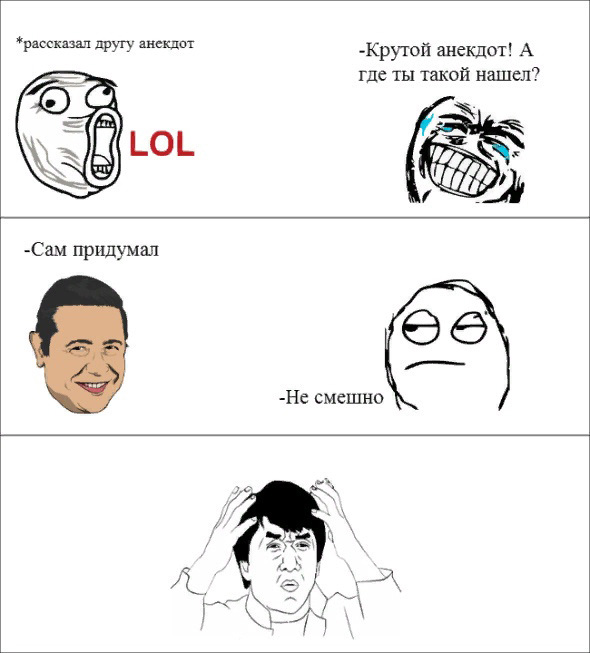 *рассказал другу анекдот
-Крутой анекдот! А
где ты такой нашел?
LOL
-Сам придумал
-Не смешно